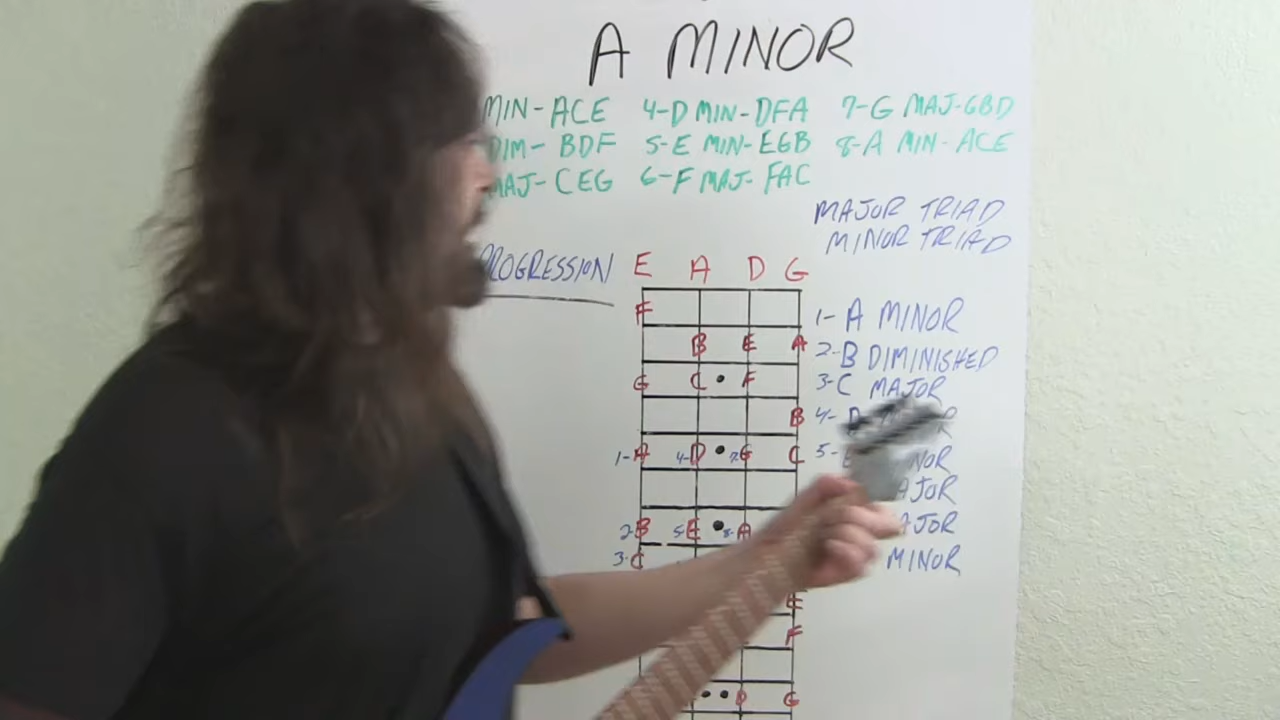 A MINOR
MIN-ACE 4-D MIN-DFA 7-G MAJ-GBD
DIM- BDF 5-E MIN-EGB 8-A MIN-ACE
MAJ- CEG 6-F MAJ- FAC
MAJOR TRIAD
MINOR TRIAD
PROGRESSION
E A D G
F
B E A
G C F
B
1-A 4-D 7-G C
2-B 5-E 8-A
3-C
E
F
D G
1- A MINOR
2-B DIMINISHED
3-C MAJOR
4-
5-
MINOR